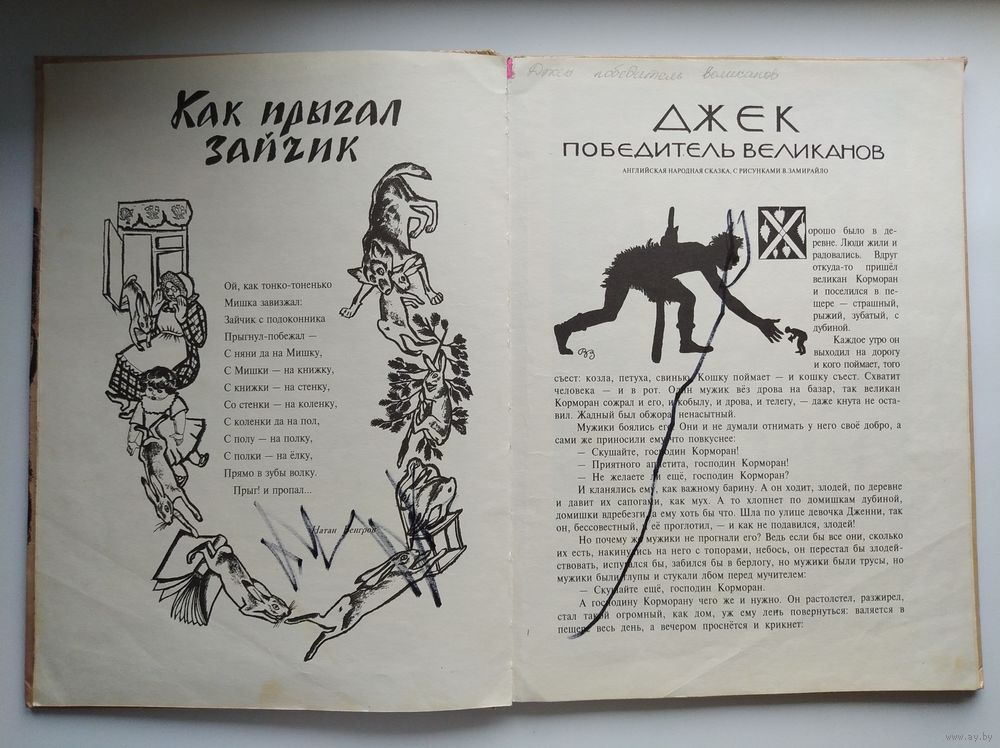 Как прыгал
зайчик
Ой, как тонко-тоненько
Мишка завизжал:
Зайчик с подоконника
Прыгнул-побежал —
С няни да на Мишку,
С Мишки — на книжку,
С книжки — на стенку,
Со стенки — на коленку,
С коленки да на пол,
С полу — на полку,
С полки — на ёлку,
Прямо в зубы волку.
Прыг! и пропал...
Натан Венгров
Джек победитель великанов
ДЖЕК
ПОБЕДИТЕЛЬ ВЕЛИКАНОВ
АНГЛИЙСКАЯ НАРОДНАЯ СКАЗКА, С РИСУНКАМИ В. ЗАМИРАЙЛО
Хорошо было в де-
ревне. Люди жили и
радовались. Вдруг
откуда-то пришёл
великан Корморан
и поселился в пе-
щере — страшный,
рыжий, зубатый, с
дубиной.
Каждое утро он
выходил на дорогу
и кого поймает, того
съест: козла, петуха, свинью. Кошку поймает — и кошку съест. Схватит
человека — и в рот. Один мужик вёз дрова на базар, так великан
Корморан сожрал и его, и кобылу, и дрова, и телегу, — даже кнута не оста-
вил. Жадный был обжора, ненасытный.
Мужики боялись его. Они и не думали отнимать у него своё добро, а
сами же приносили ему что повкуснее:
— Скушайте, господин Корморан!
— Приятного аппетита, господин Корморан!
— Не желаете ли ещё, господин Корморан?
И кланялись ему, как важному барину. А он ходит, злодей, по деревне
и давит их сапогами, как мух. А то хлопнет по домишкам дубиной,
домишки вдребезги, а ему хоть бы что. Шла по улице девочка Дженни, так
он, бессовестный, и её проглотил, — и как не подавился, злодей!
Но почему же мужики не прогнали его? Ведь если бы все они, сколько
их есть, накинулись на него с топорами, небось, он перестал бы злодей-
ствовать, испугался бы, забился бы в берлогу, но мужики были трусы, но
мужики были глупы и стукали лбом перед мучителем:
— Скушайте ещё, господин Корморан.
А господину Корморану чего же и нужно. Он растолстел, разжирел,
стал такой огромный, как дом, уж ему лень повернуться: валяется в
пещере весь день, а вечером проснётся и крикнет:
www.ay.by